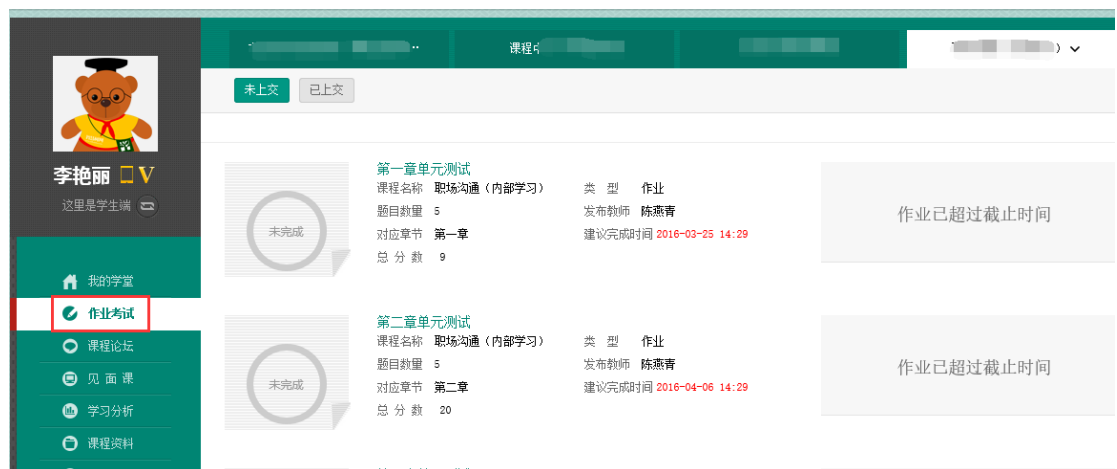 课程
未上交 已上交
李艳丽 V
这里是学生端
我的学堂
作业考试
课程论坛
见 面 课
学习分析
课程资料
第一章单元测试
课程名称 职场沟通（内部学习） 类 型 作业
题目数量 5 发布教师 陈燕青
对应章节 第一章 建议完成时间 2016-03-25 14:29
总 分 数 9
未完成
作业已超过截止时间
第二章单元测试
课程名称 职场沟通（内部学习） 类 型 作业
题目数量 5 发布教师 陈燕青
对应章节 第二章 建议完成时间 2016-04-06 14:29
总 分 数 20
未完成
作业已超过截止时间